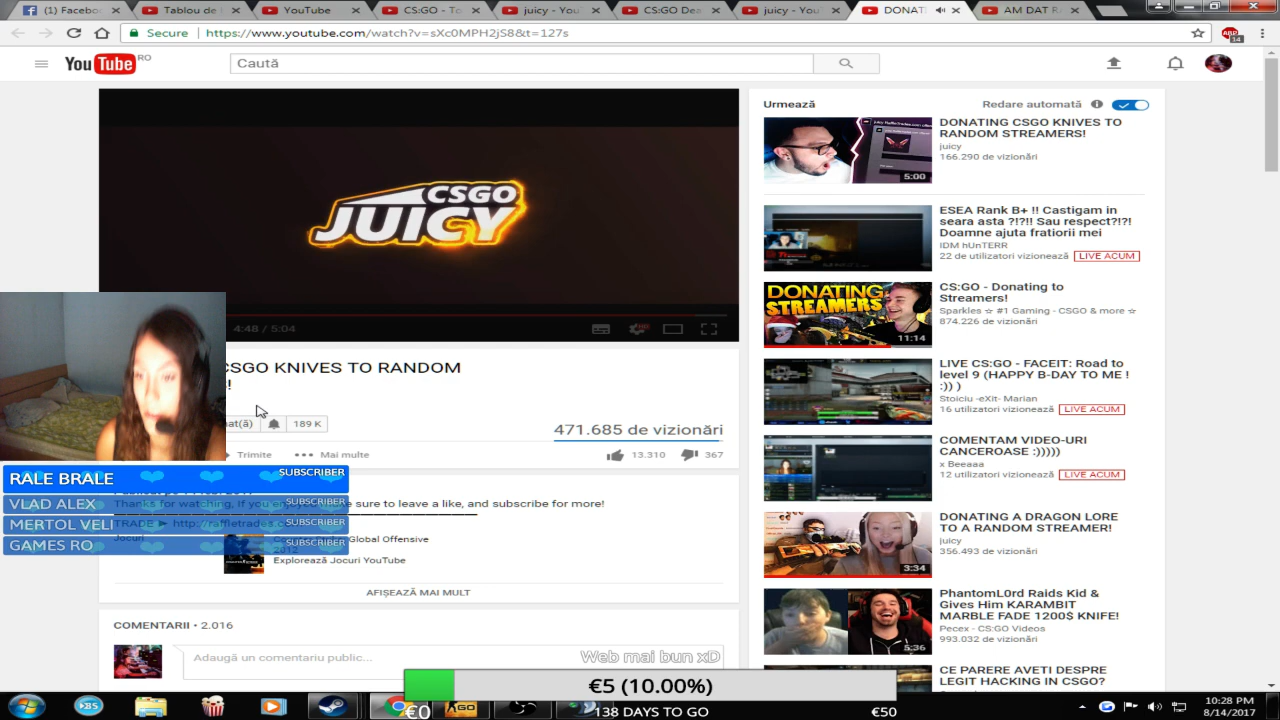 Facebook
Tablou de
YouTube
CS:GO - To
juicy - You
CS:GO Dea
juicy - You
DONAT
AM DAT R
Secure
https://www.youtube.com/watch?v=sXc0MPH2jS8&t=127s
ABP
14
YouTube RO
Caută
CSGO
JUICY
4:48 / 5:04
HD
CSGO KNIVES TO RANDOM
!
nat(ă)
189 K
471.685 de vizionări
Trimite
Mai multe
13.310
367
RALE BRALE
SUBSCRIBER
VLAD ALEX
SUBSCRIBER
MERTOL VELI
SUBSCRIBER
GAMES RO
SUBSCRIBER
Thanks for watching, If you enjoyed
sure to leave a like, and subscribe for more!
TRADE ► http://raffletrades.c
Jocuri
Global Offensive
2012
Explorează Jocuri YouTube
AFIȘEAZĂ MAI MULT
COMENTARII • 2.016
Adaugă un comentariu public...
Urmează
Redare automată
DONATING CSGO KNIVES TO
RANDOM STREAMERS!
juicy
166.290 de vizionări
5:00
ESEA Rank B+ !! Castigam in
seara asta ?!?!! Sau respect?!?!
Doamne ajuta fratiorii mei
IDM hUnTERR
22 de utilizatori vizionează
LIVE ACUM
DONATING
STREAMERS!
11:14
CS:GO - Donating to
Streamers!
Sparkles ☆ #1 Gaming - CSGO & more ☆
874.226 de vizionări
LIVE CS:GO - FACEIT: Road to
level 9 (HAPPY B-DAY TO ME !
:)) )
Stoiciu -eXit- Marian
16 utilizatori vizionează
LIVE ACUM
COMENTAM VIDEO-URI
CANCEROASE :)))))
x Beeaaa
12 utilizatori vizionează
LIVE ACUM
DONATING A DRAGON LORE
TO A RANDOM STREAMER!
juicy
356.493 de vizionări
3:34
PhantomL0rd Raids Kid &
Gives Him KARAMBIT
MARBLE FADE 1200$ KNIFE!
Pecex - CS:GO Videos
993.032 de vizionări
5:36
CE PARERE AVETI DESPRE
LEGIT HACKING IN CSGO?
Web mai bun xD
€5 (10.00%)
€0
138 DAYS TO GO
€50
10:28 PM
8/14/2017